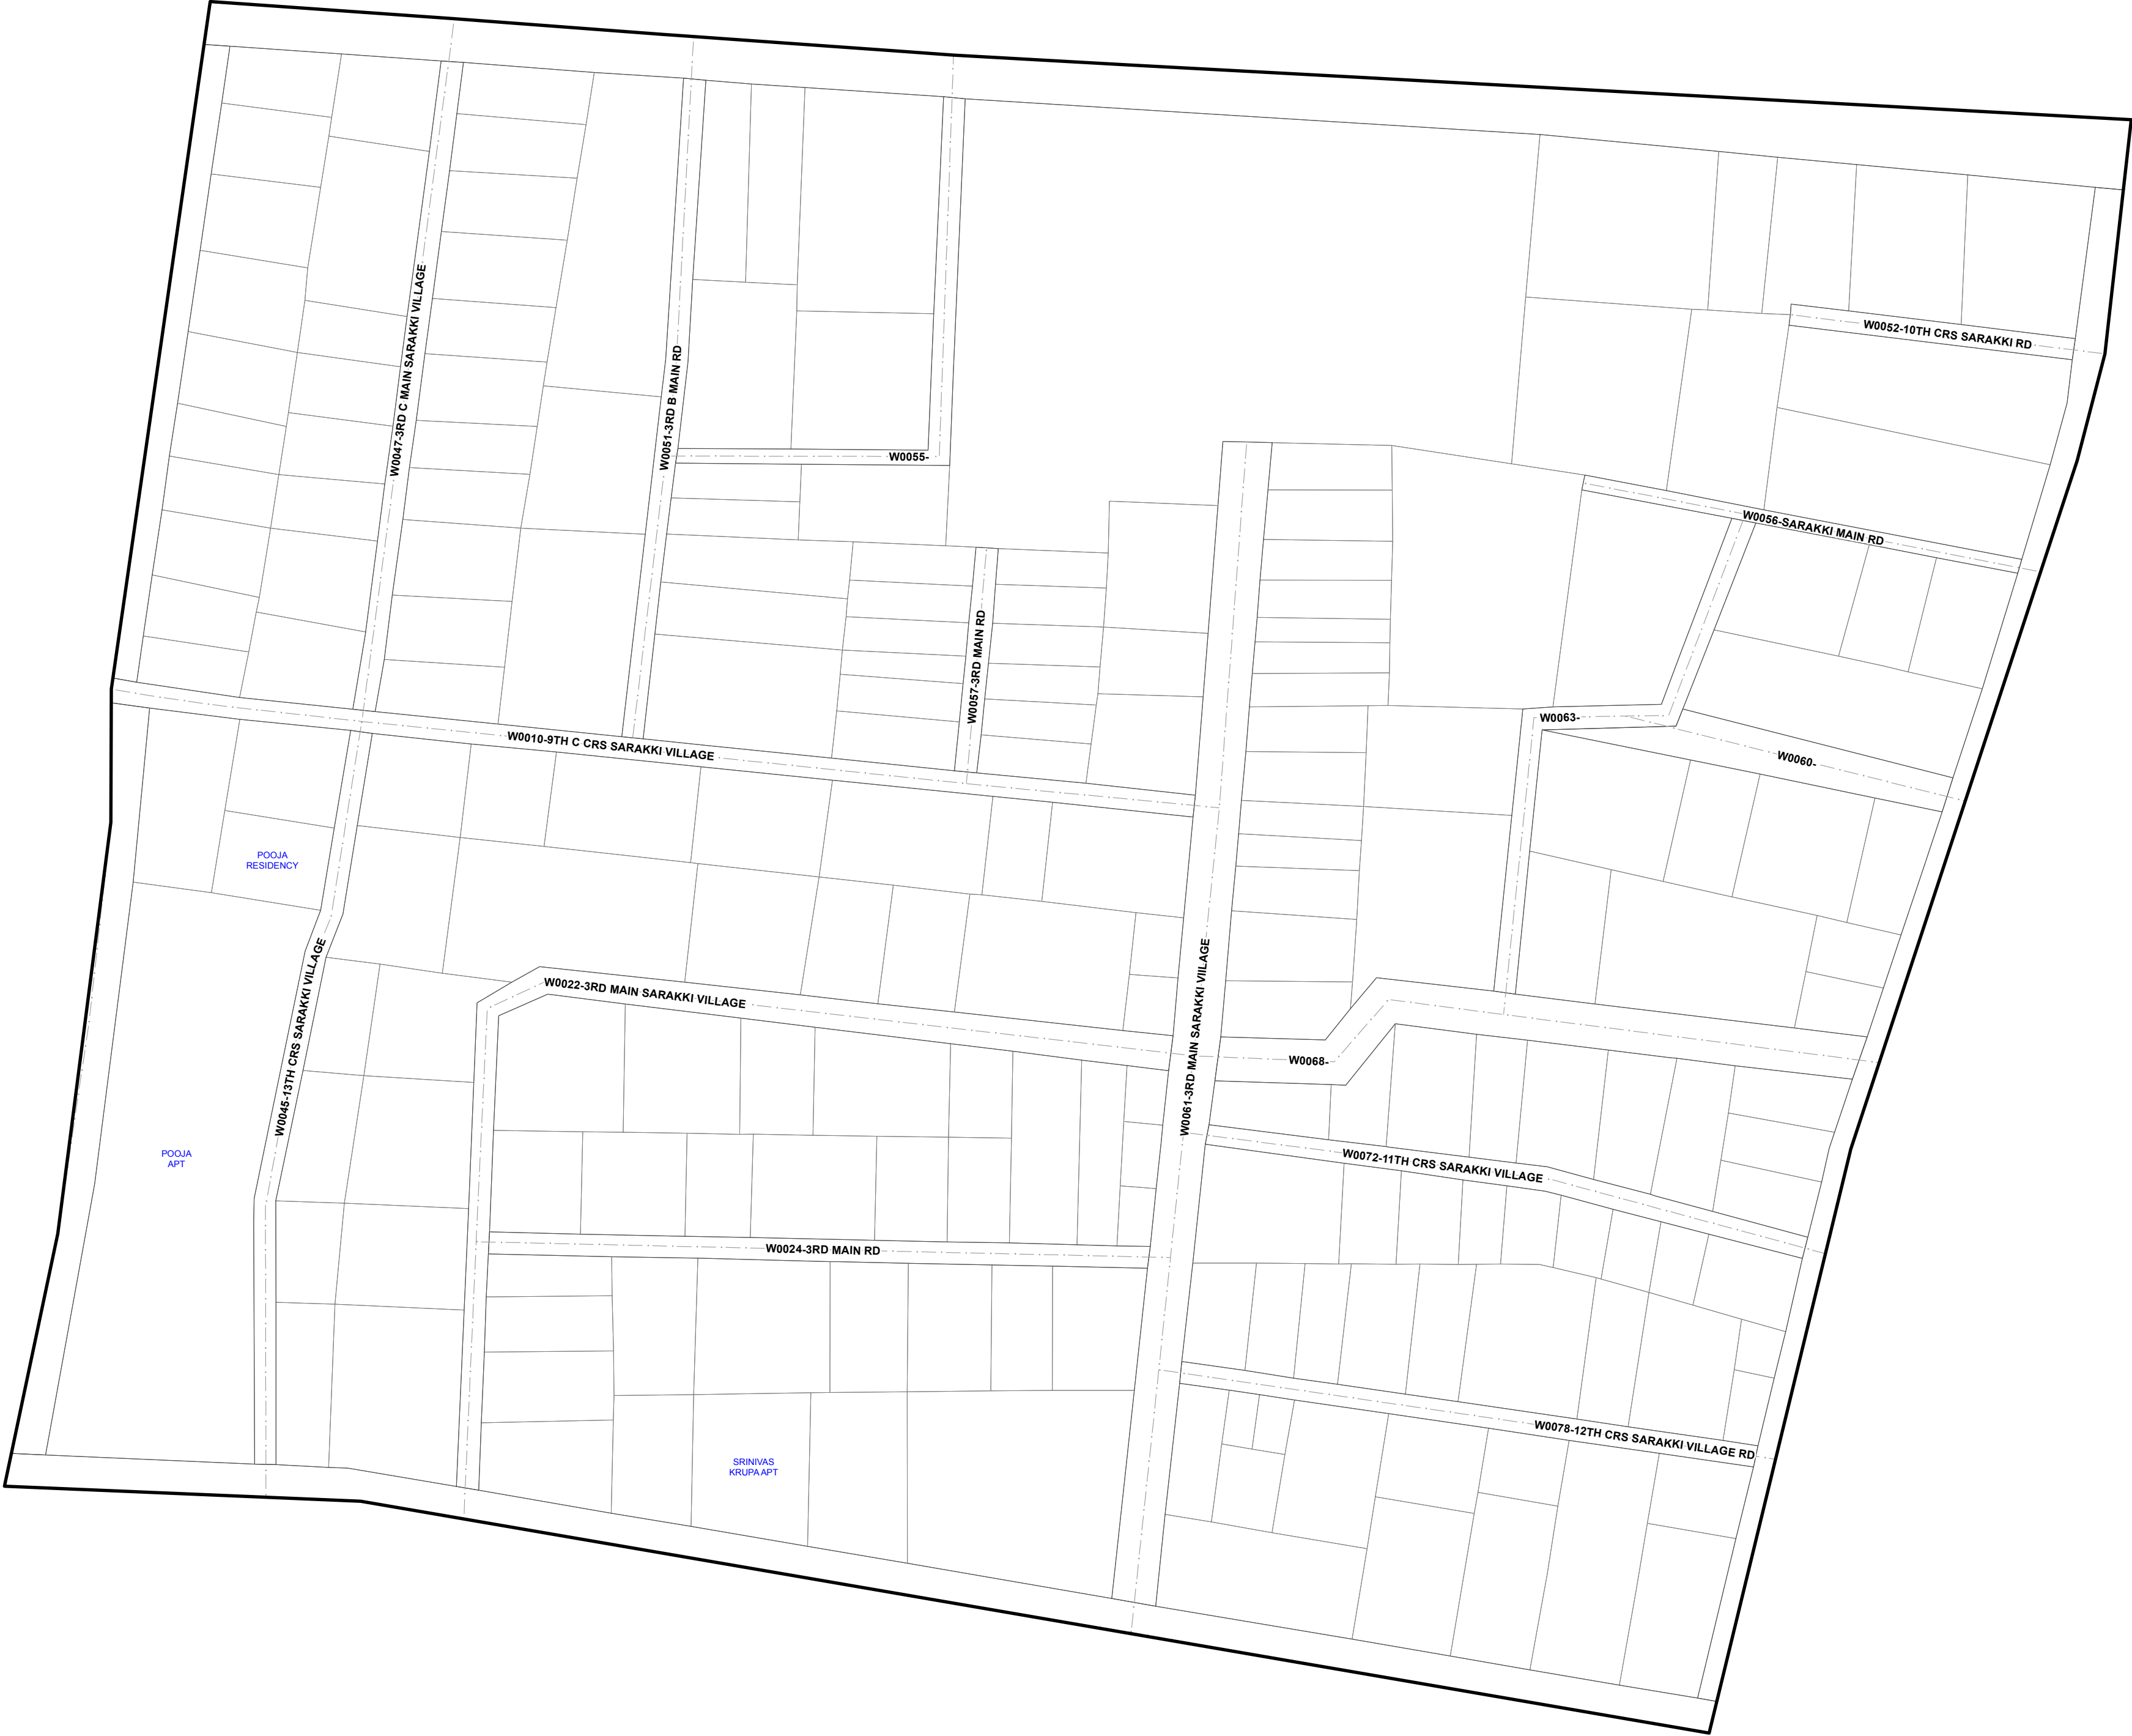 W0047-3RD C MAIN SARAKKI VILLAGE
W0051-3RD B MAIN RD
W0052-10TH CRS SARAKKI RD
W0055-
W0056-SARAKKI MAIN RD
W0057-3RD MAIN RD
W0063-
W0010-9TH C CRS SARAKKI VILLAGE
W0060-
POOJA
RESIDENCY
W0045-13TH CRS SARAKKI VILLAGE
W0022-3RD MAIN SARAKKI VILLAGE
W0061-3RD MAIN SARAKKI VIILAGE
W0068-
POOJA
APT
W0072-11TH CRS SARAKKI VILLAGE
W0024-3RD MAIN RD
W0078-12TH CRS SARAKKI VILLAGE RD
SRINIVAS
KRUPA APT